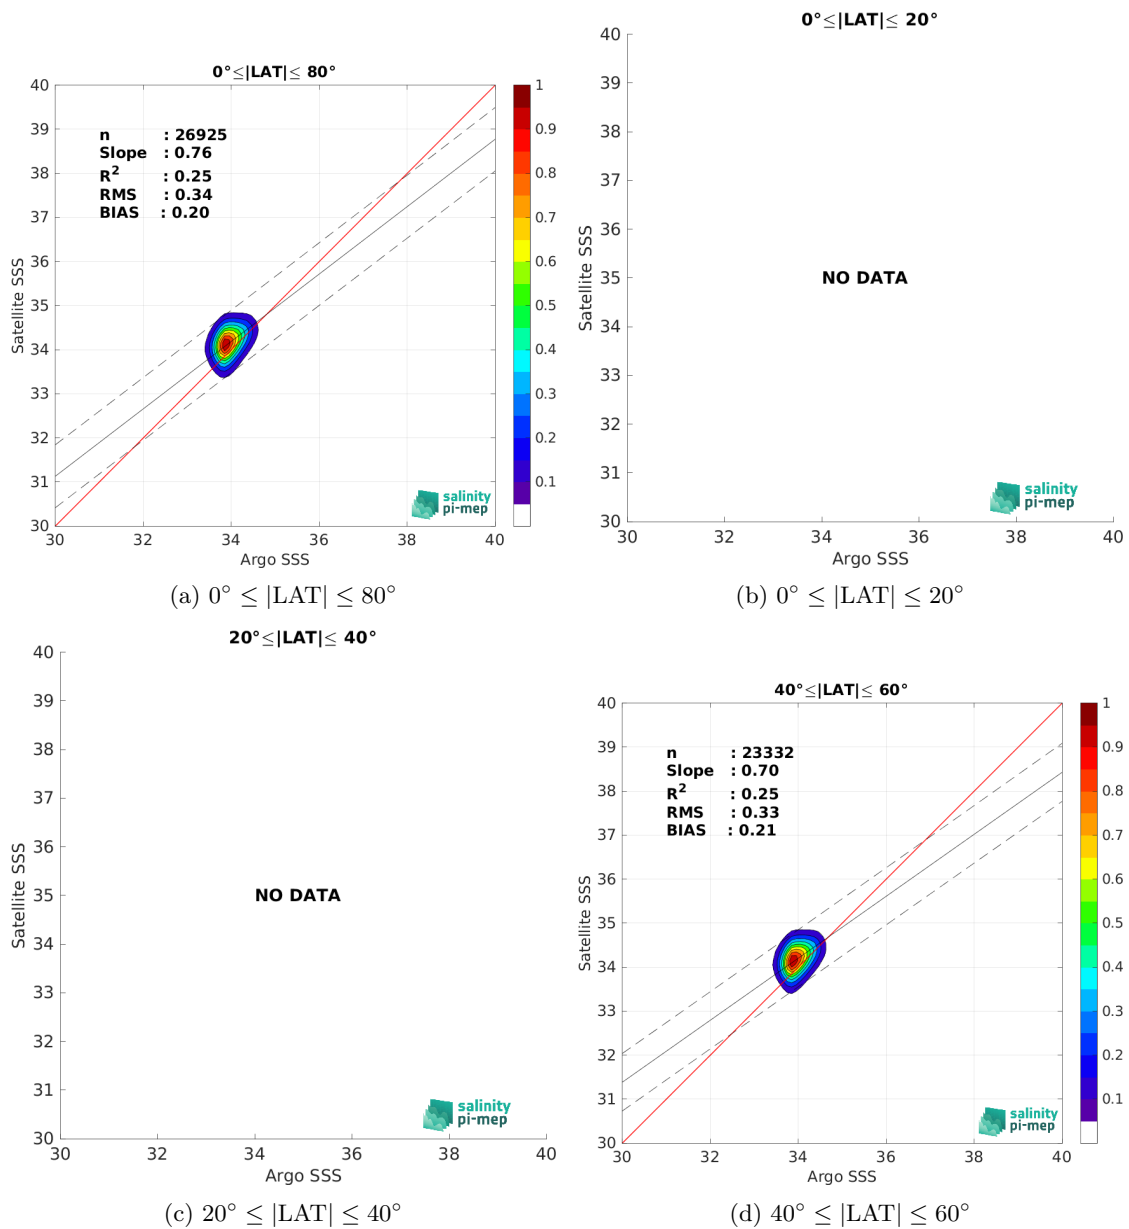 0°≤|LAT|≤ 80°
40
39
38
37
36
35
34
33
32
31
30
Satellite SSS
n : 26925
Slope : 0.76
R² : 0.25
RMS : 0.34
BIAS : 0.20
salinity
pi-mep
30 32 34 36 38 40
Argo SSS
1
0.9
0.8
0.7
0.6
0.5
0.4
0.3
0.2
0.1
(a) 0° ≤ |LAT| ≤ 80°
0°≤|LAT|≤ 20°
40
39
38
37
36
35
34
33
32
31
30
Satellite SSS
NO DATA
salinity
pi-mep
30 32 34 36 38 40
Argo SSS
(b) 0° ≤ |LAT| ≤ 20°
20°≤|LAT|≤ 40°
40
39
38
37
36
35
34
33
32
31
30
Satellite SSS
NO DATA
salinity
pi-mep
30 32 34 36 38 40
Argo SSS
(c) 20° ≤ |LAT| ≤ 40°
40°≤|LAT|≤ 60°
40
39
38
37
36
35
34
33
32
31
30
Satellite SSS
n : 23332
Slope : 0.70
R² : 0.25
RMS : 0.33
BIAS : 0.21
salinity
pi-mep
30 32 34 36 38 40
Argo SSS
1
0.9
0.8
0.7
0.6
0.5
0.4
0.3
0.2
0.1
(d) 40° ≤ |LAT| ≤ 60°